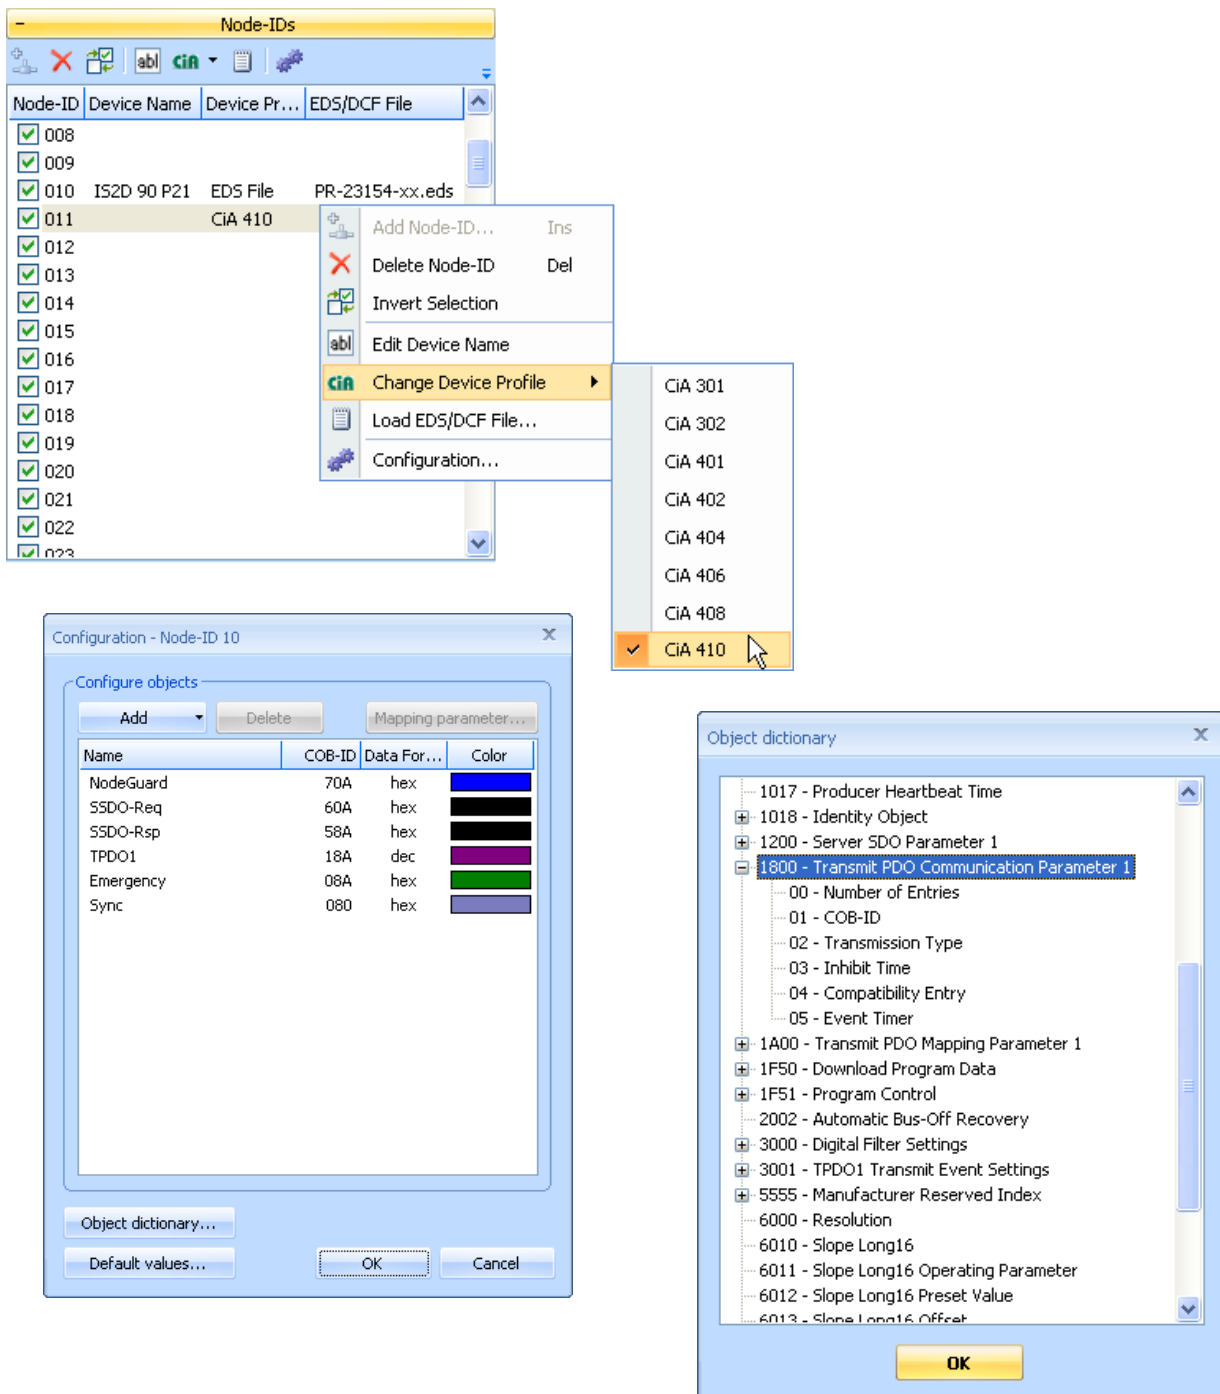 Node-IDs
abl CiA
Node-ID Device Name Device Pr... EDS/DCF File
008
009
010 IS2D 90 P21 EDS File PR-23154-xx.eds
011 CiA 410
012
013
014
015
016
017
018
019
020
021
022
023
Add Node-ID... Ins
Delete Node-ID Del
Invert Selection
abl Edit Device Name
CiA Change Device Profile
Load EDS/DCF File...
Configuration...
CiA 301
CiA 302
CiA 401
CiA 402
CiA 404
CiA 406
CiA 408
CiA 410
Configuration - Node-ID 10
Configure objects
Add Delete Mapping parameter...
Name COB-ID Data For... Color
NodeGuard 70A hex
SSDO-Req 60A hex
SSDO-Rsp 58A hex
TPDO1 18A dec
Emergency 08A hex
Sync 080 hex
Object dictionary...
Default values... OK Cancel
Object dictionary
1017 - Producer Heartbeat Time
1018 - Identity Object
1200 - Server SDO Parameter 1
1800 - Transmit PDO Communication Parameter 1
00 - Number of Entries
01 - COB-ID
02 - Transmission Type
03 - Inhibit Time
04 - Compatibility Entry
05 - Event Timer
1A00 - Transmit PDO Mapping Parameter 1
1F50 - Download Program Data
1F51 - Program Control
2002 - Automatic Bus-Off Recovery
3000 - Digital Filter Settings
3001 - TPDO1 Transmit Event Settings
5555 - Manufacturer Reserved Index
6000 - Resolution
6010 - Slope Long16
6011 - Slope Long16 Operating Parameter
6012 - Slope Long16 Preset Value
6013 - Slope Long16 Offset
OK